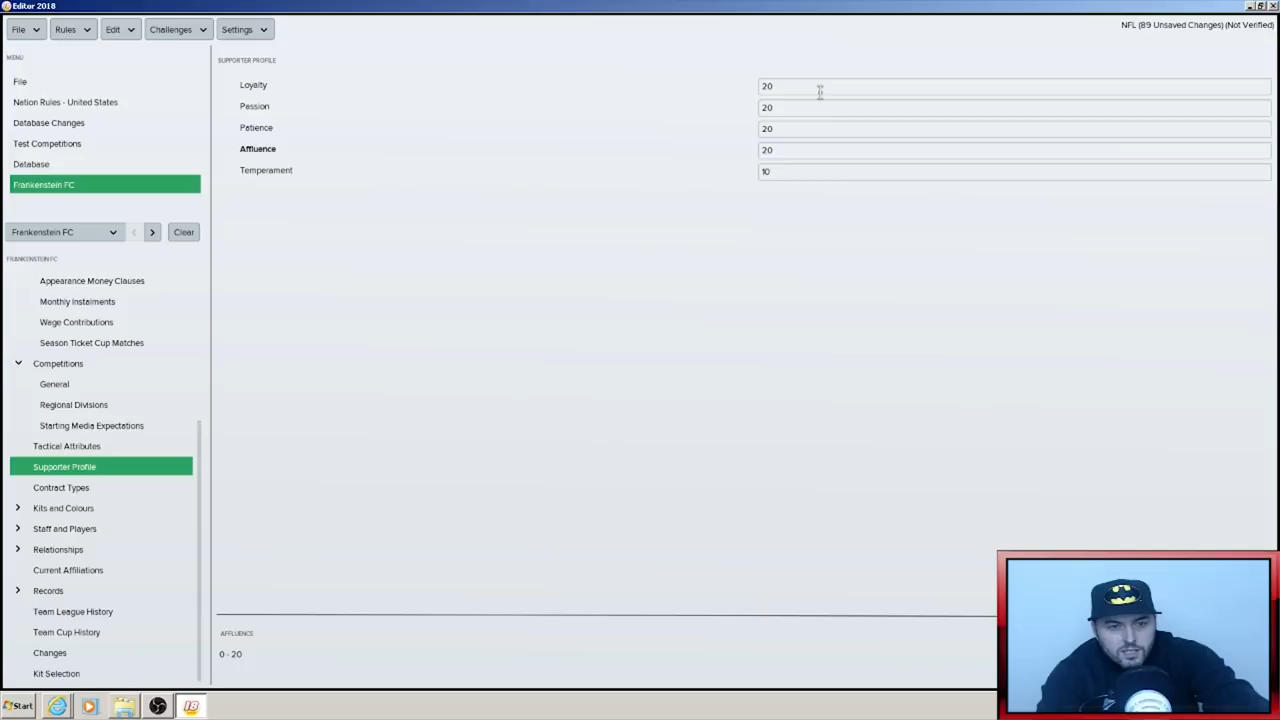 Editor 2018
File Rules Edit Challenges Settings
NFL (89 Unsaved Changes) (Not Verified)
MENU
File
Nation Rules - United States
Database Changes
Test Competitions
Database
Frankenstein FC
Frankenstein FC Clear
FRANKENSTEIN FC
Appearance Money Clauses
Monthly Instalments
Wage Contributions
Season Ticket Cup Matches
Competitions
General
Regional Divisions
Starting Media Expectations
Tactical Attributes
Supporter Profile
Contract Types
Kits and Colours
Staff and Players
Relationships
Current Affiliations
Records
Team League History
Team Cup History
Changes
Kit Selection
SUPPORTER PROFILE
Loyalty 20
Passion 20
Patience 20
Affluence 20
Temperament 10
AFFLUENCE
0 - 20
Start
18